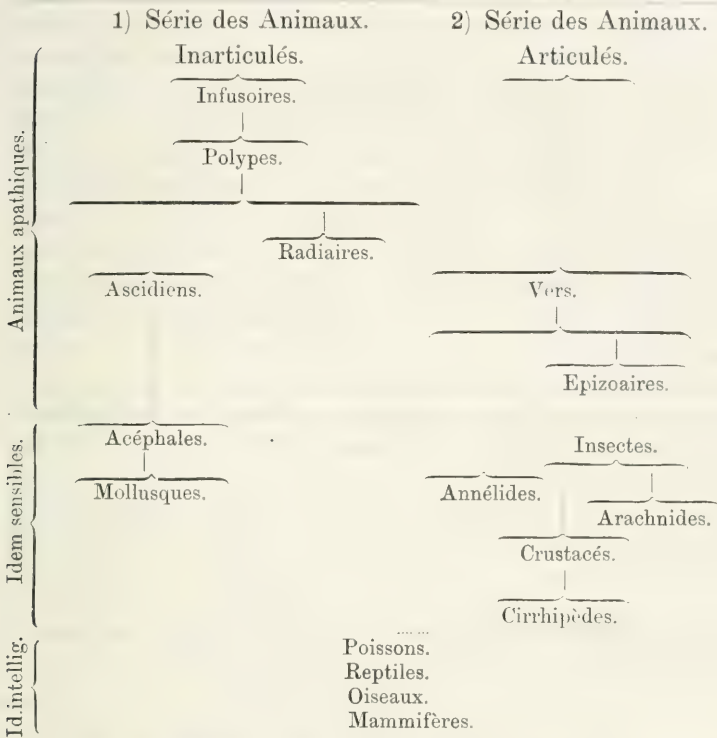 1) Série des Animaux. 2) Série des Animaux.
Inarticulés. Articulés.
Animaux apathiques.
Infusoires.
Polypes.
Radiaires.
Ascidiens. Vers.
Epizoaires.
Idem sensibles.
Acéphales. Insectes.
Mollusques. Annélides.
Arachnides.
Crustacés.
Cirrhipèdes.
Id. intellig.
Poissons.
Reptiles.
Oiseaux.
Mammifères.